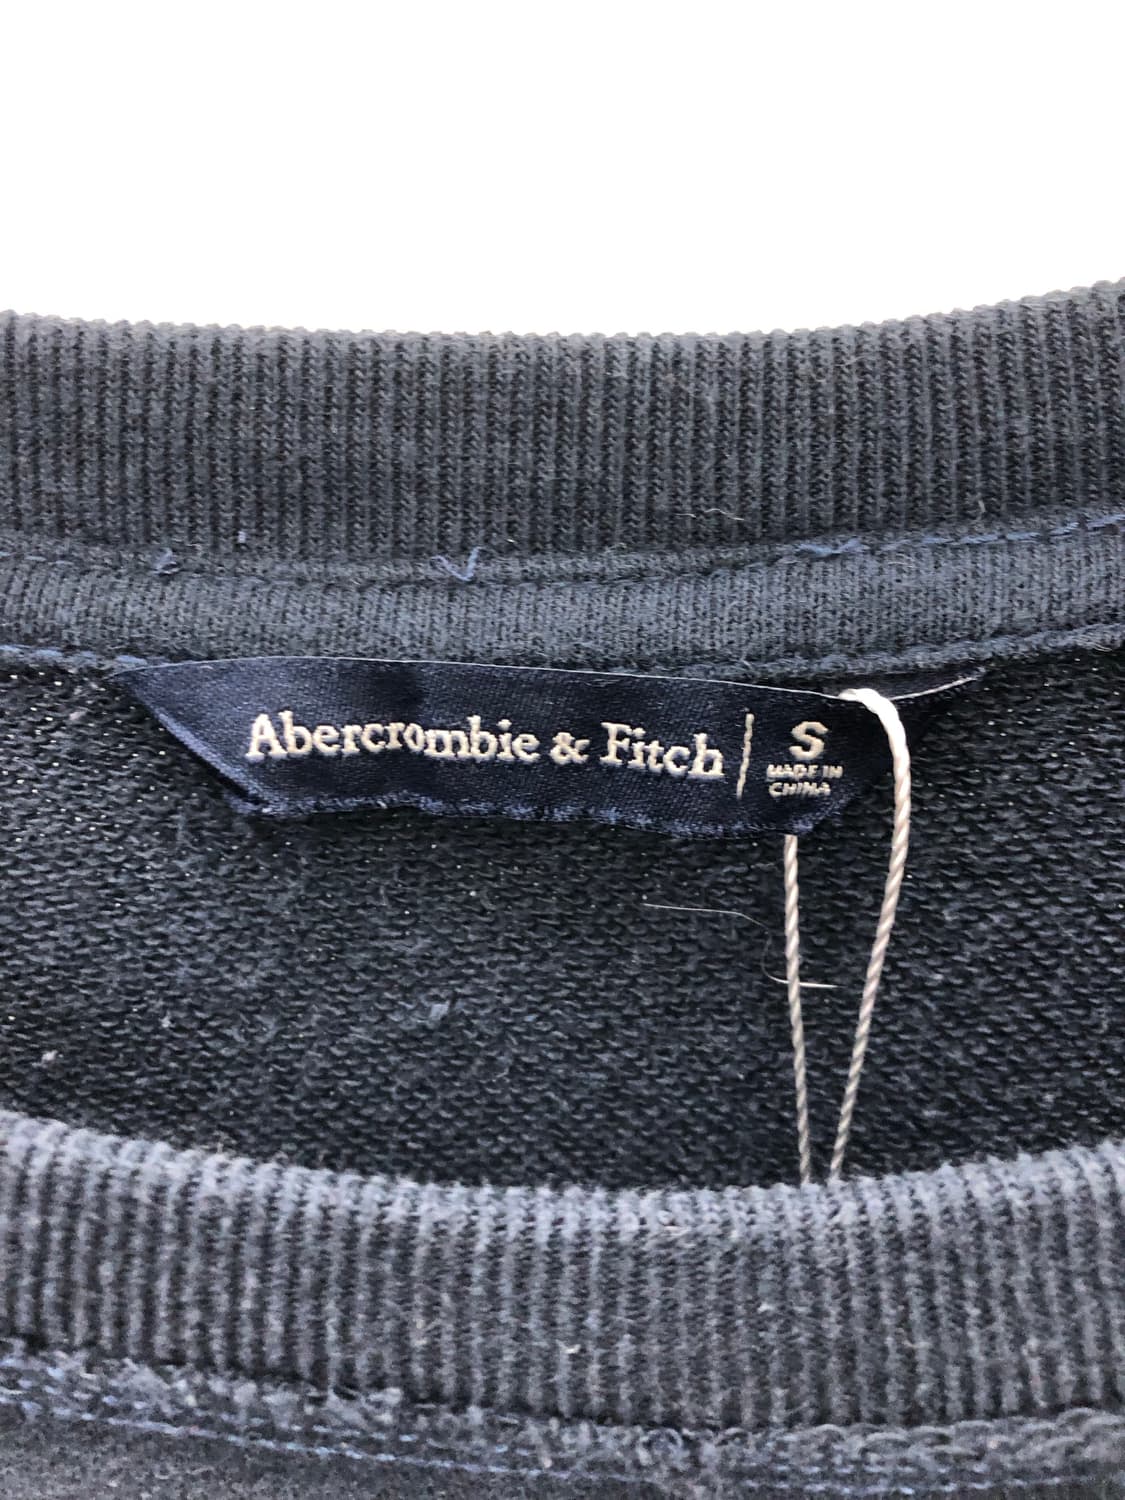 Abercrombie & Fitch | S
MADE IN
CHINA